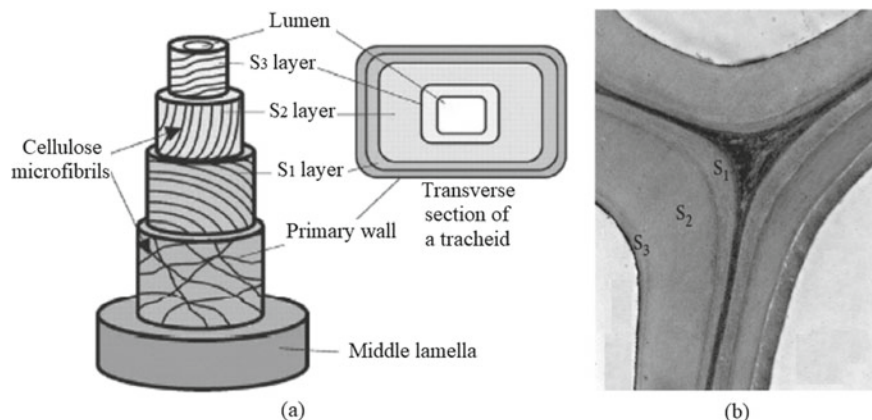 Lumen
S3 layer
S2 layer
Cellulose
microfibrils
S1 layer
Transverse
section of
a tracheid
Primary wall
Middle lamella
(a)
S1
S2
S3
(b)